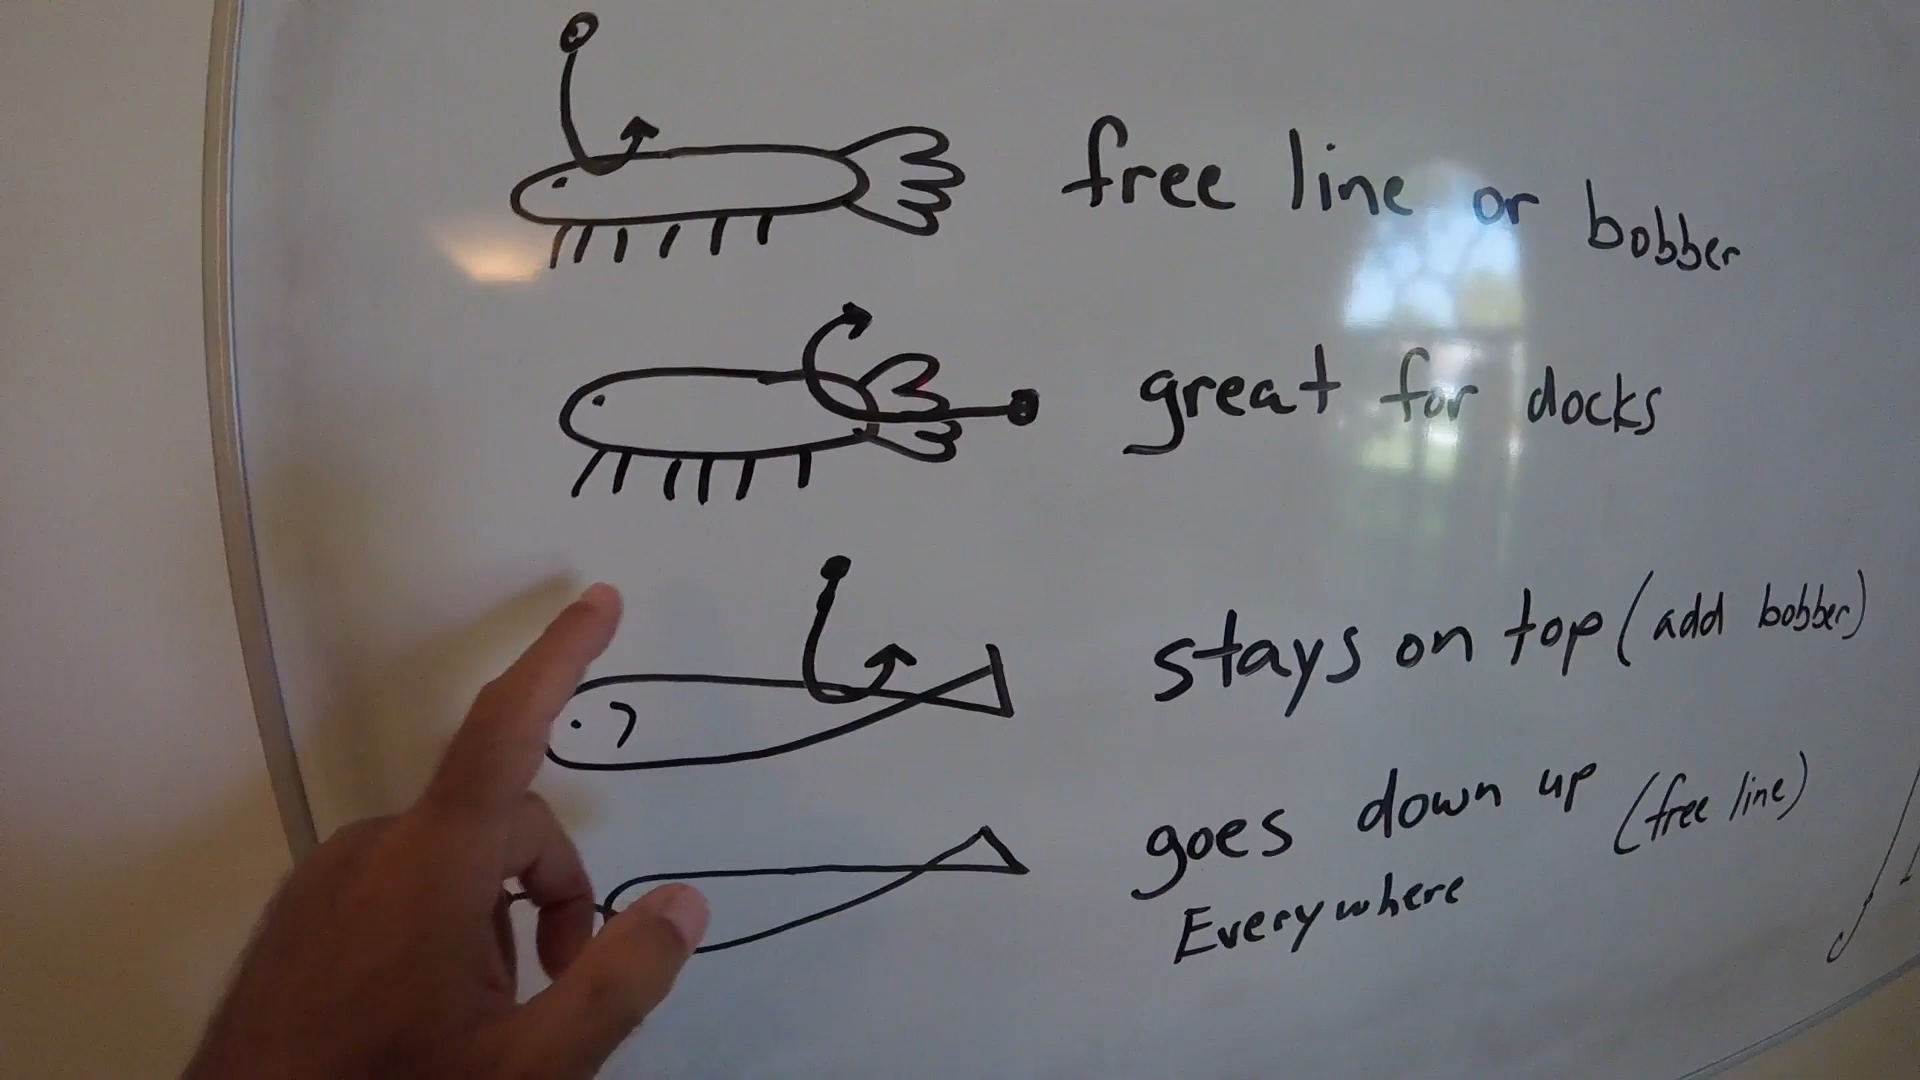 free line or bobber
great for docks
stays on top (add bobber)
goes down up (free line)
Everywhere